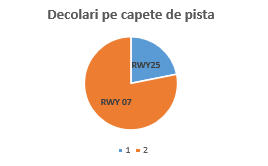 Decolari pe capete de pista
RWY25
RWY 07
1 2